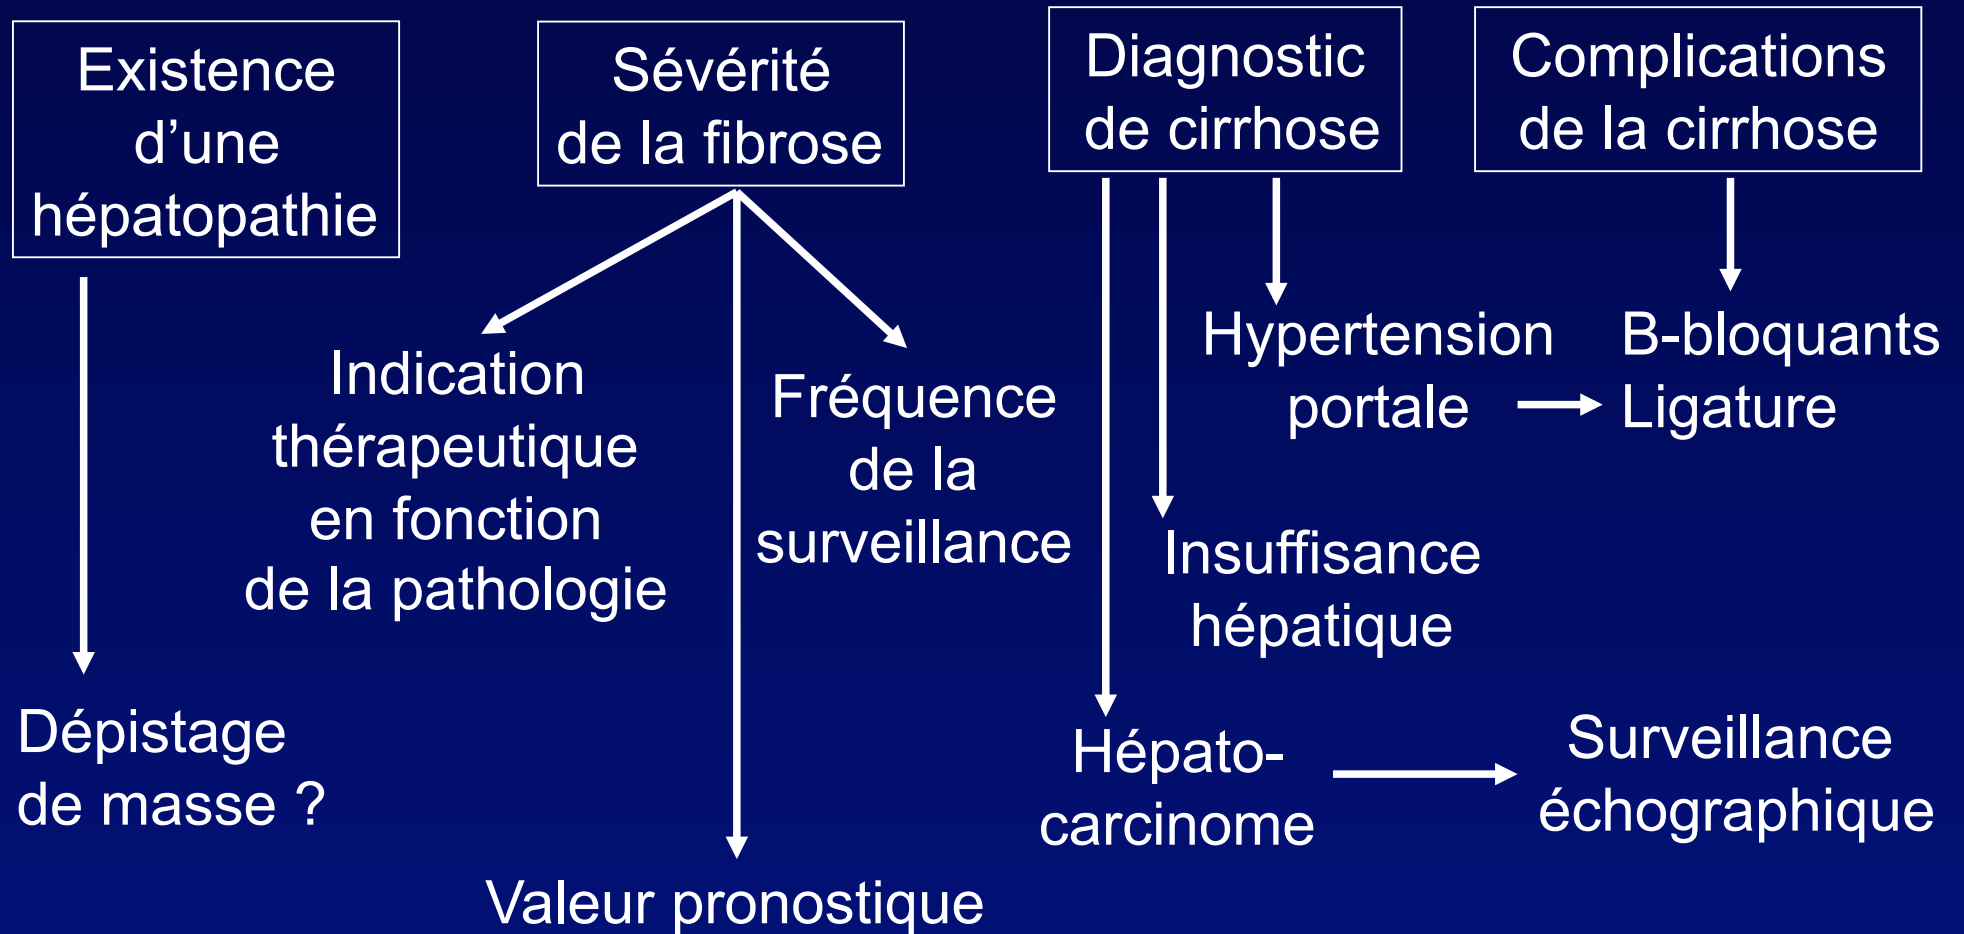 Existence
d’une
hépatopathie
Sévérité
de la fibrose
Diagnostic
de cirrhose
Complications
de la cirrhose
Indication
thérapeutique
en fonction
de la pathologie
Fréquence
de la
surveillance
Hypertension
portale
B-bloquants
Ligature
Insuffisance
hépatique
Dépistage
de masse ?
Hépato-
carcinome
Surveillance
échographique
Valeur pronostique